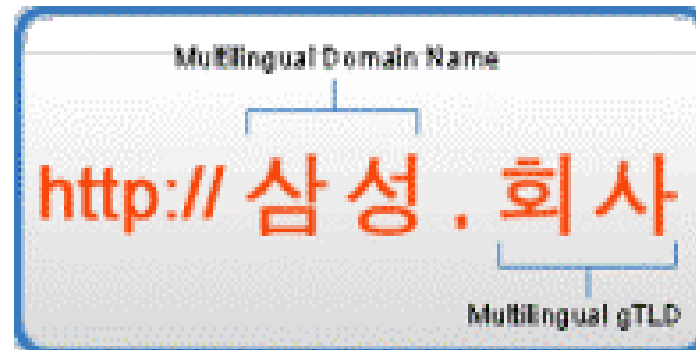 Multilingual Domain Name
http:// 삼성 . 회사
Multilingual gTLD